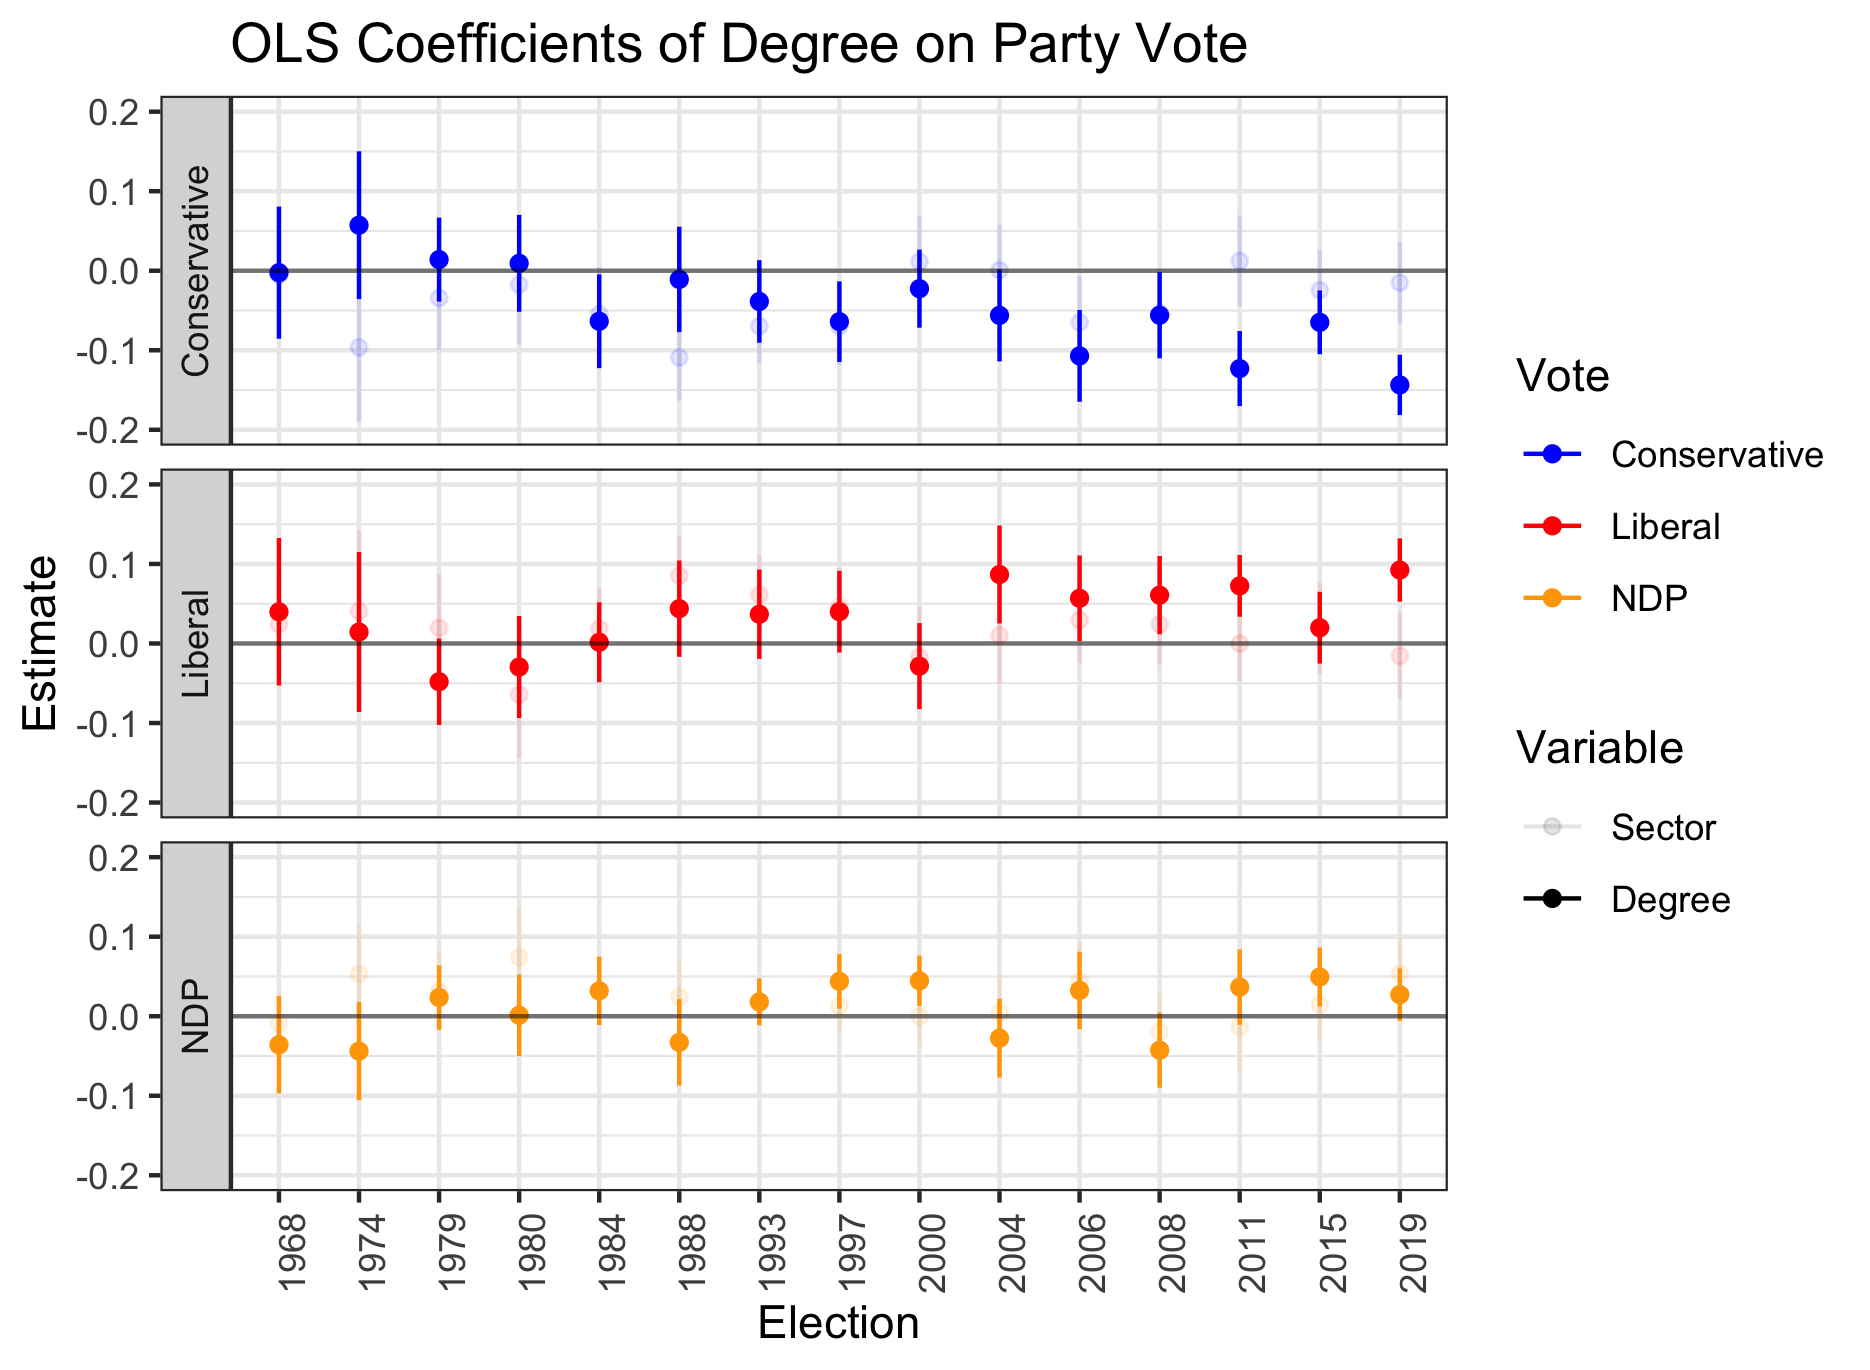 OLS Coefficients of Degree on Party Vote
Estimate
Conservative
0.2
0.1
0.0
-0.1
-0.2
Liberal
0.2
0.1
0.0
-0.1
-0.2
NDP
0.2
0.1
0.0
-0.1
-0.2
1968
1974
1979
1980
1984
1988
1993
1997
2000
2004
2006
2008
2011
2015
2019
Election
Vote
Conservative
Liberal
NDP
Variable
Sector
Degree